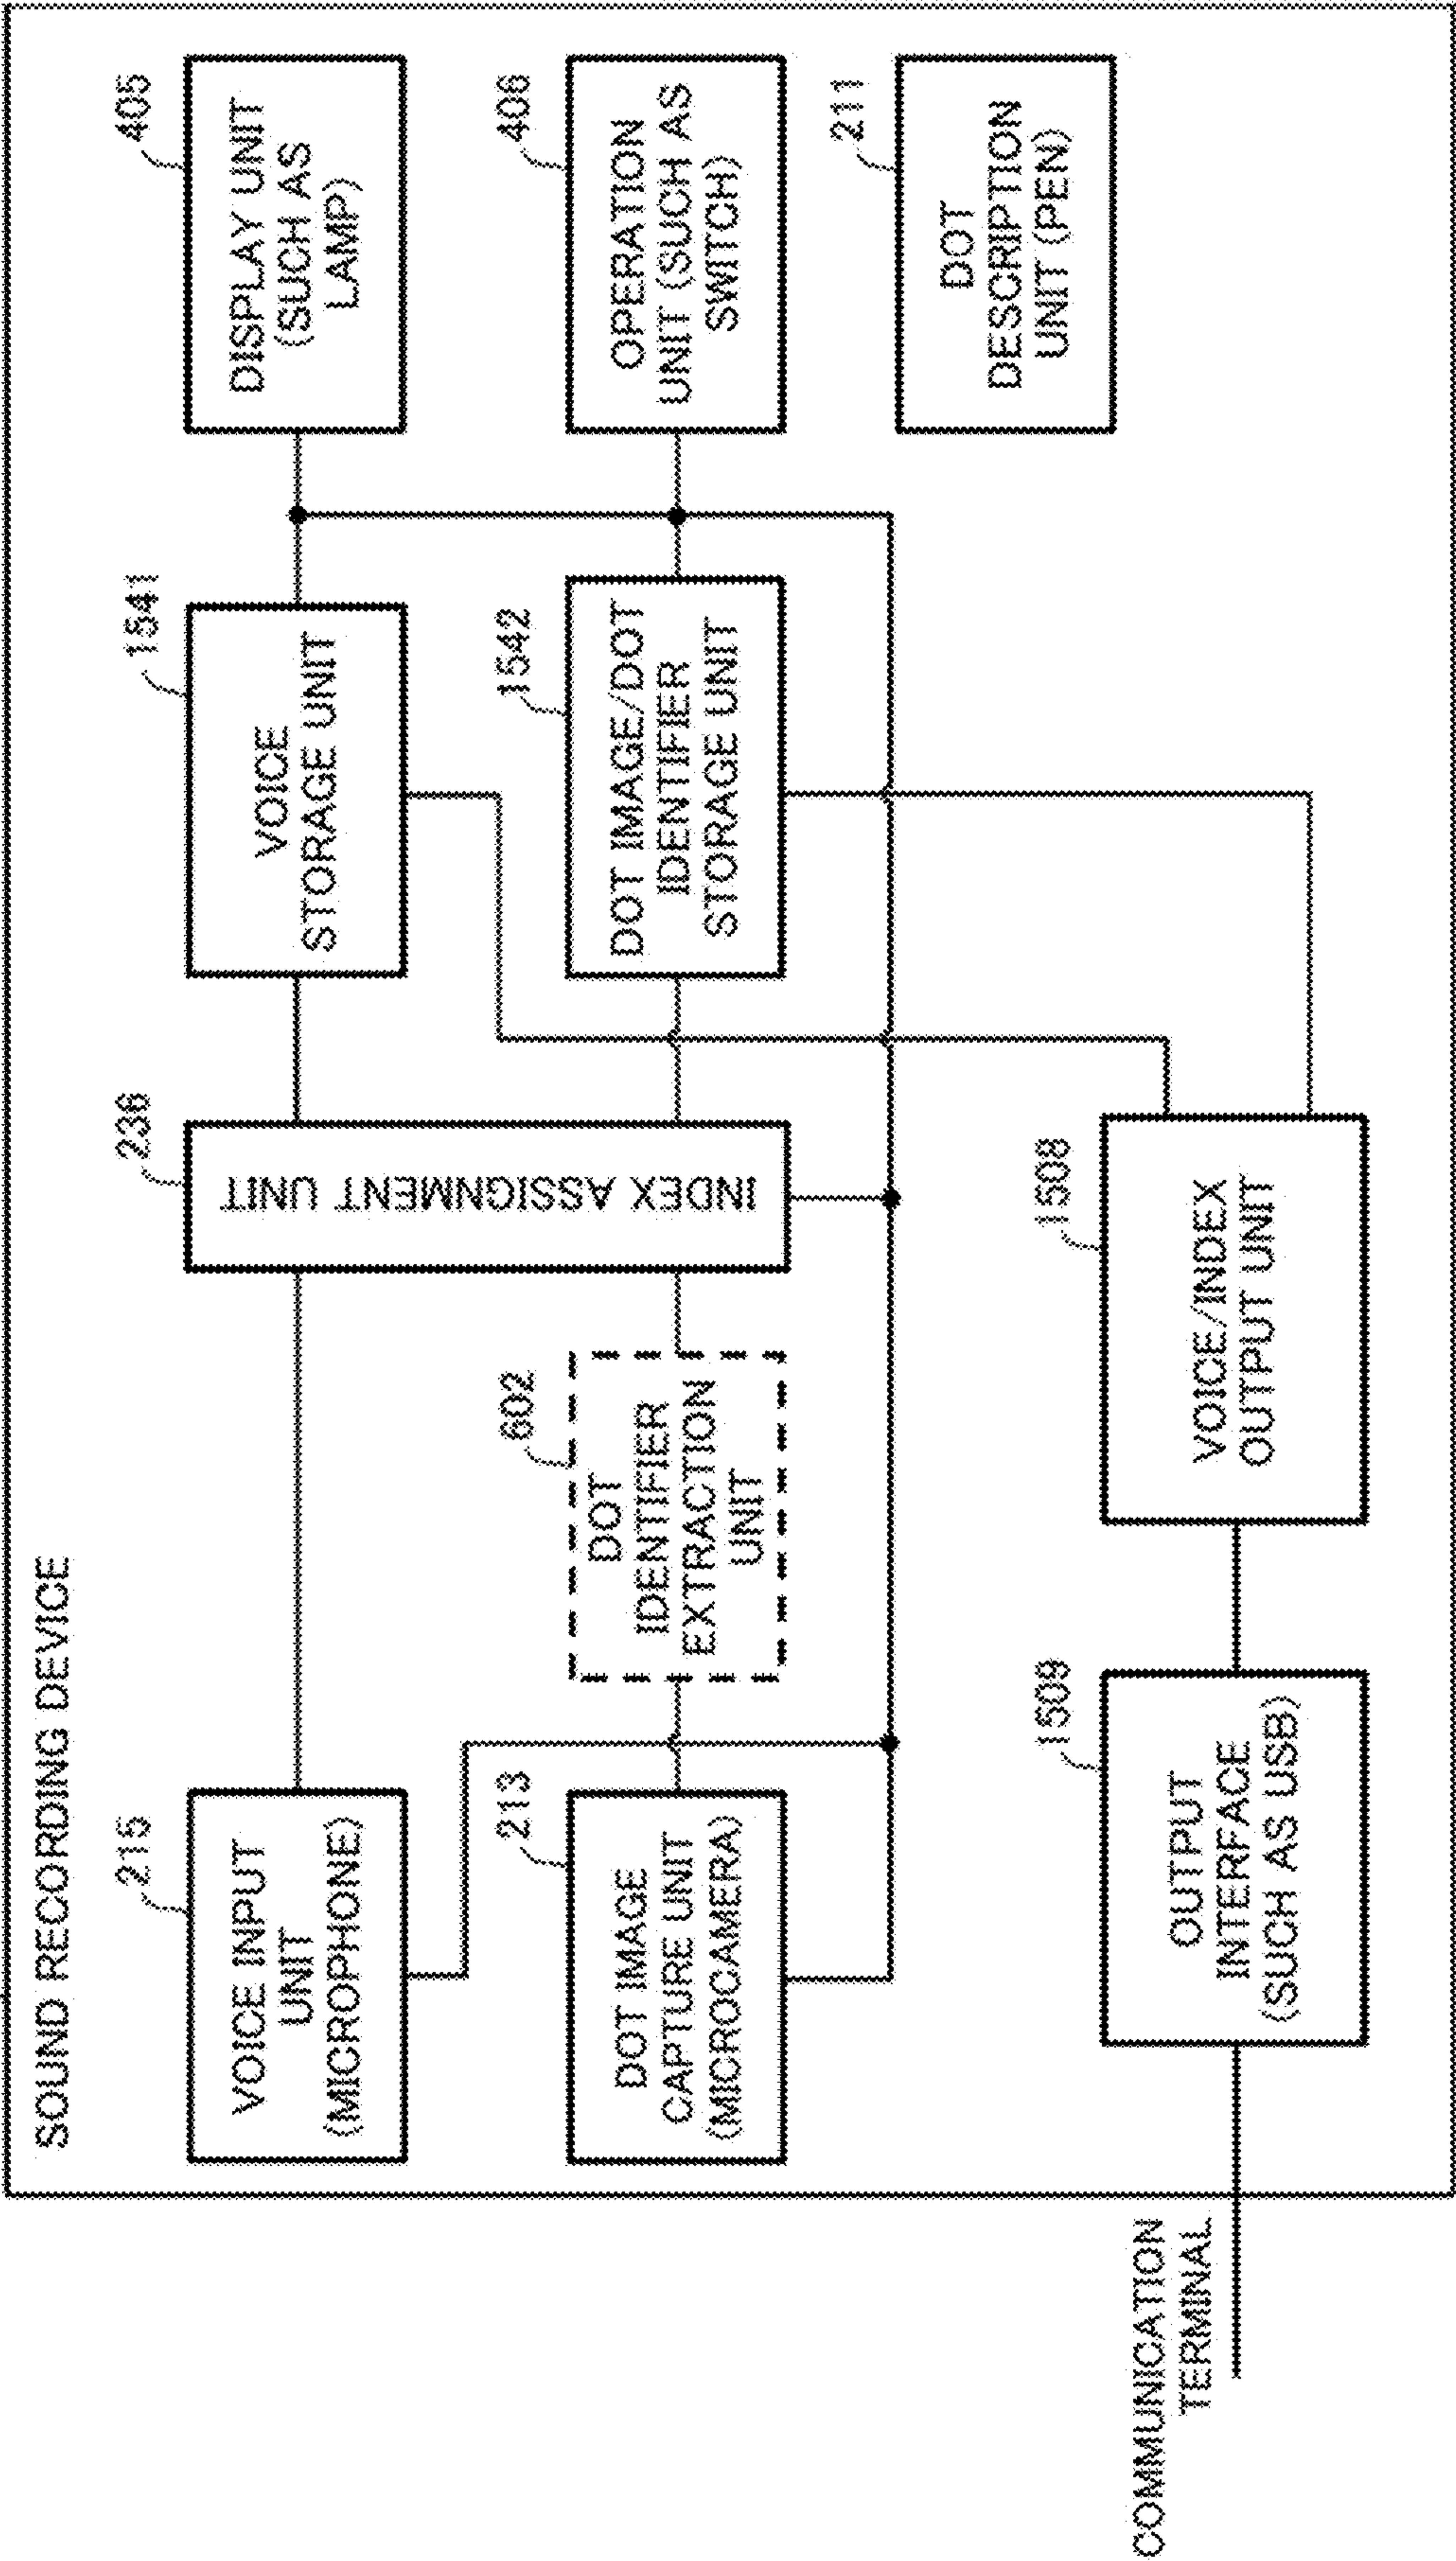 SOUND RECORDING DEVICE
215
VOICE INPUT
UNIT
(MICROPHONE)
236
INDEX ASSIGNMENT UNIT
1541
VOICE
STORAGE UNIT
405
DISPLAY UNIT
(SUCH AS
LAMP)
213
DOT IMAGE
CAPTURE UNIT
(MICROCAMERA)
602
DOT
IDENTIFIER
EXTRACTION
UNIT
1542
DOT IMAGE/DOT
IDENTIFIER
STORAGE UNIT
406
OPERATION
UNIT (SUCH AS
SWITCH)
211
DOT
DESCRIPTION
UNIT (PEN)
1509
OUTPUT
INTERFACE
(SUCH AS USB)
1508
VOICE/INDEX
OUTPUT UNIT
COMMUNICATION
TERMINAL